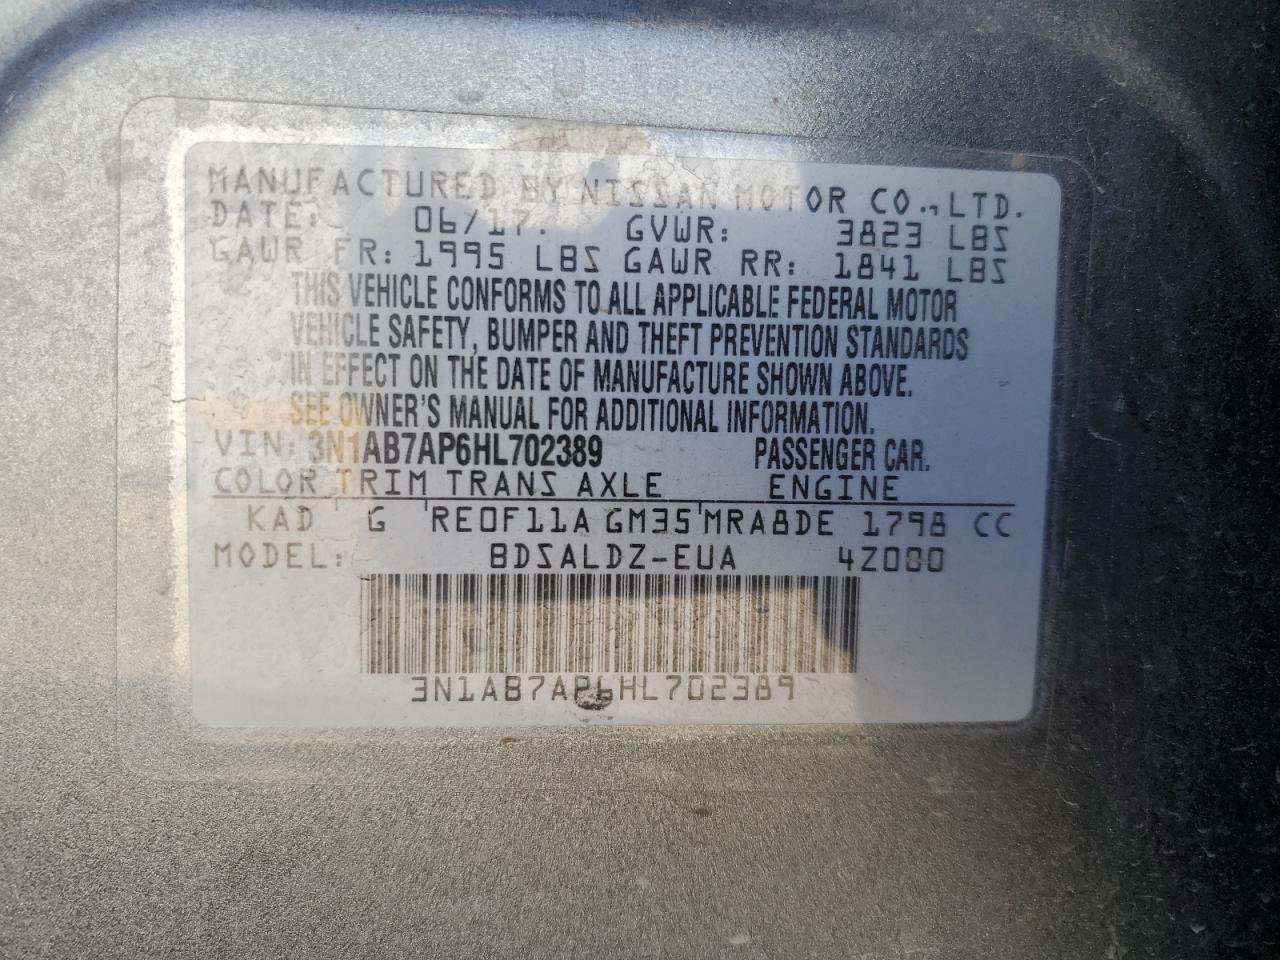 MANUFACTURED BY NISSAN MOTOR CO., LTD.
DATE: 06/17. GVWR: 3823 LBS
GAWR FR: 1995 LBS GAWR RR: 1841 LBS
THIS VEHICLE CONFORMS TO ALL APPLICABLE FEDERAL MOTOR
VEHICLE SAFETY, BUMPER AND THEFT PREVENTION STANDARDS
IN EFFECT ON THE DATE OF MANUFACTURE SHOWN ABOVE.
SEE OWNER'S MANUAL FOR ADDITIONAL INFORMATION.
VIN: 3N1AB7AP6HL702389 PASSENGER CAR.
COLOR TRIM TRANS AXLE ENGINE
KAD G RE0F11A GM35 MRA8DE 1798 CC
MODEL: BDSALDZ-EUA 4Z080
3N1AB7AP6HL702389